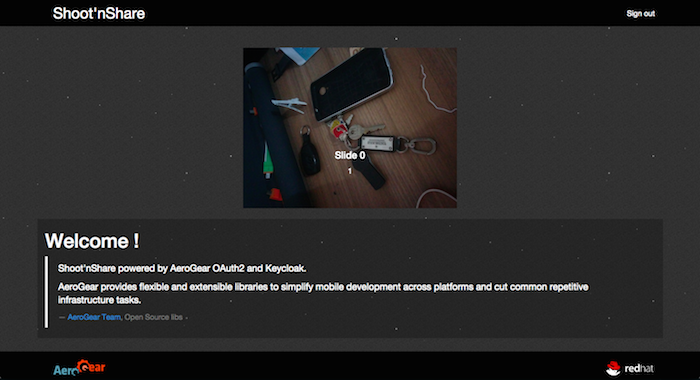 Shoot'nShare
Sign out
Slide 0
1
Welcome !
Shoot'nShare powered by AeroGear OAuth2 and Keycloak.
AeroGear provides flexible and extensible libraries to simplify mobile development across platforms and cut common repetitive
infrastructure tasks.
— AeroGear Team, Open Source libs
AeroGear
redhat